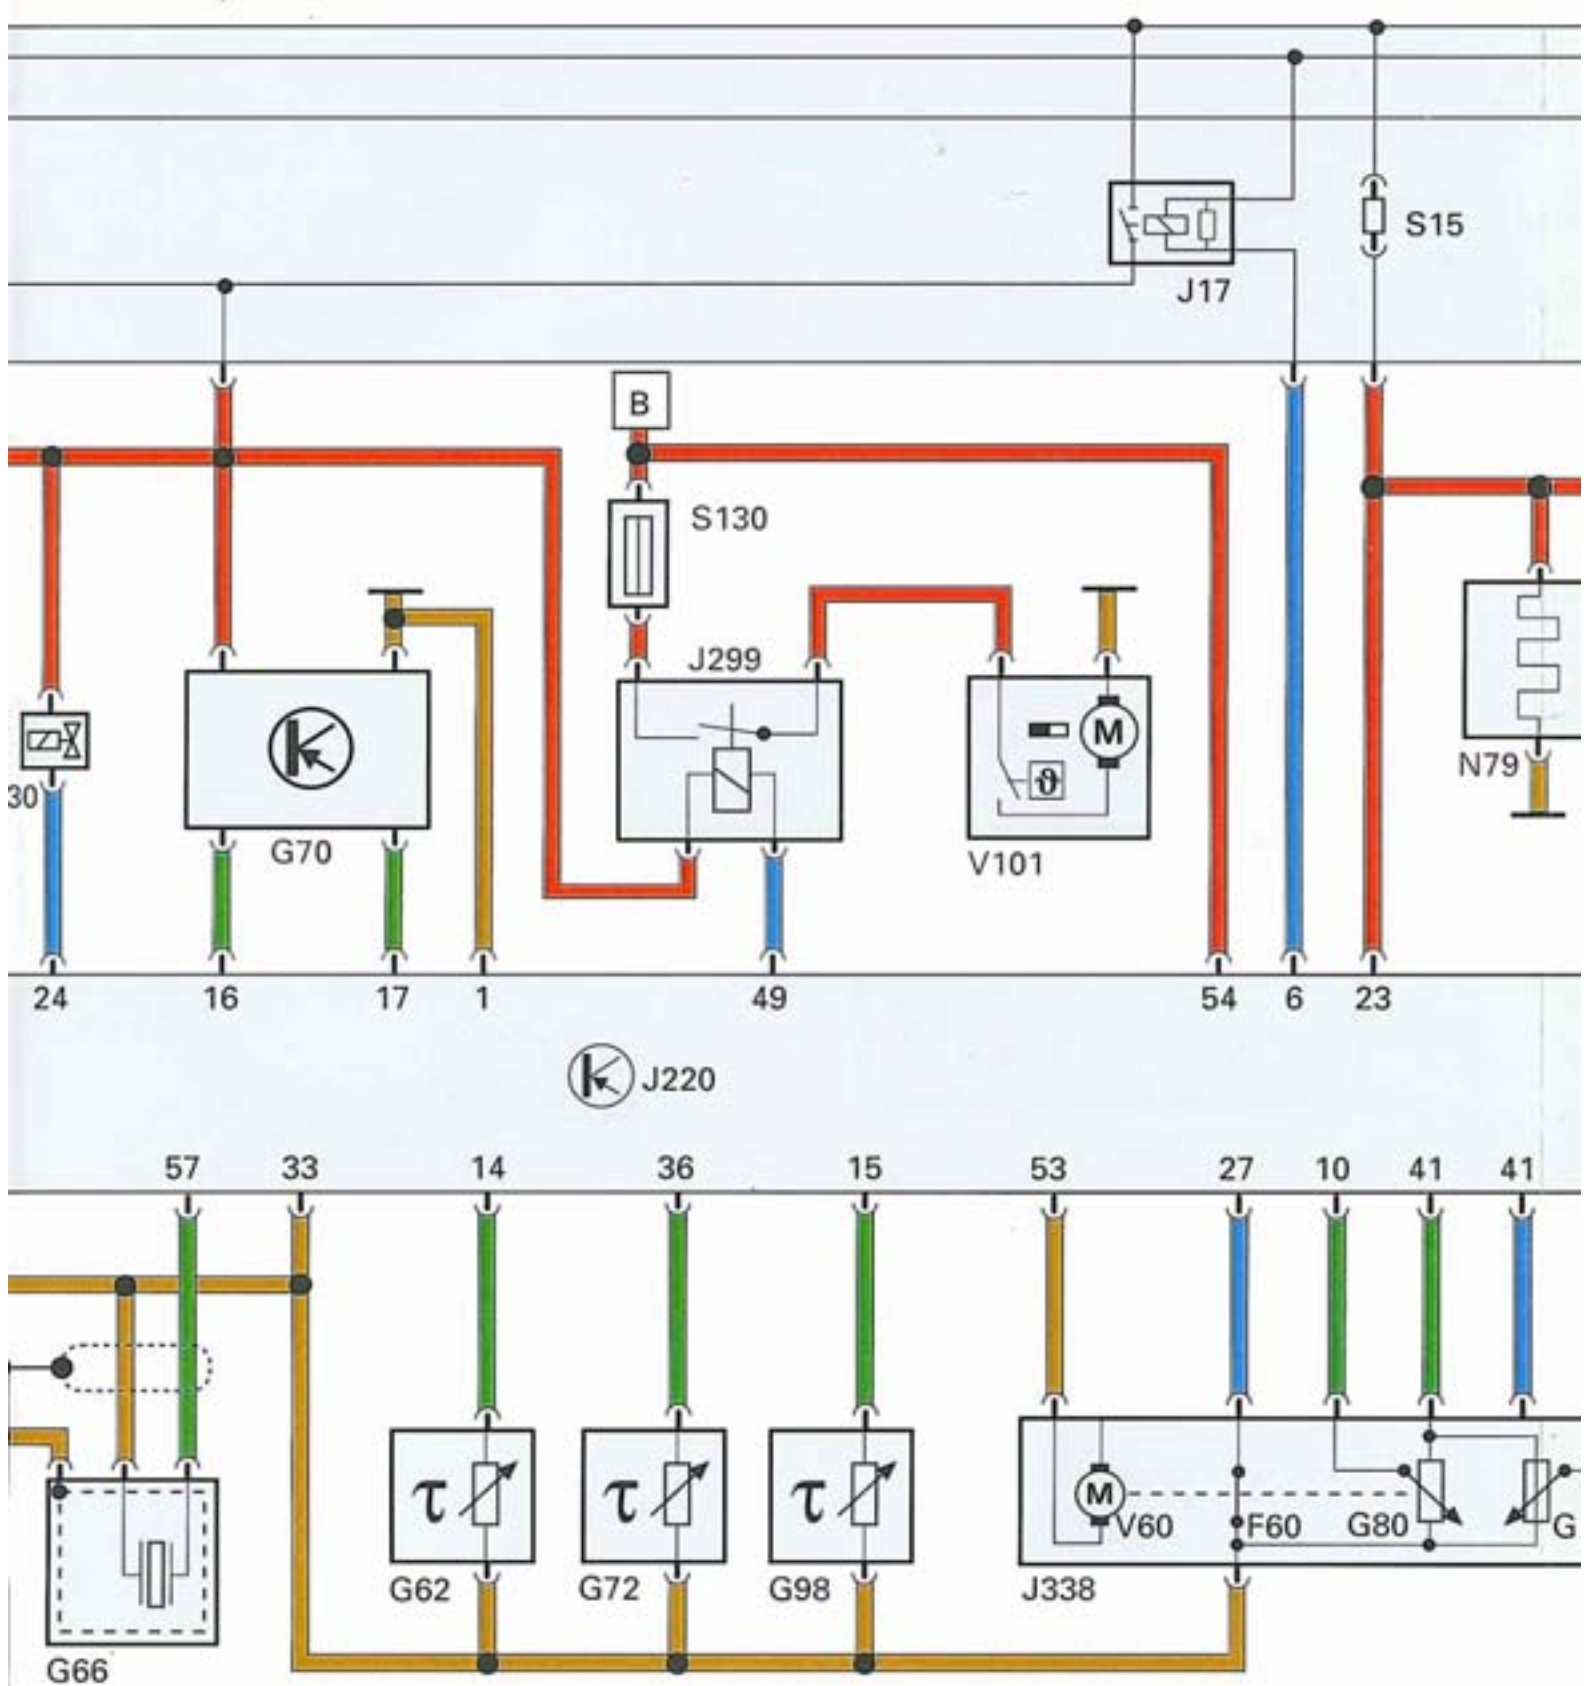 S15
J17
B
S130
J299
M
ϑ
N79
30
G70
V101
24 16 17 1 49 54 6 23
J220
57 33 14 36 15 53 27 10 41 41
τ τ τ M
V60 F60 G80 G
G62 G72 G98 J338
G66